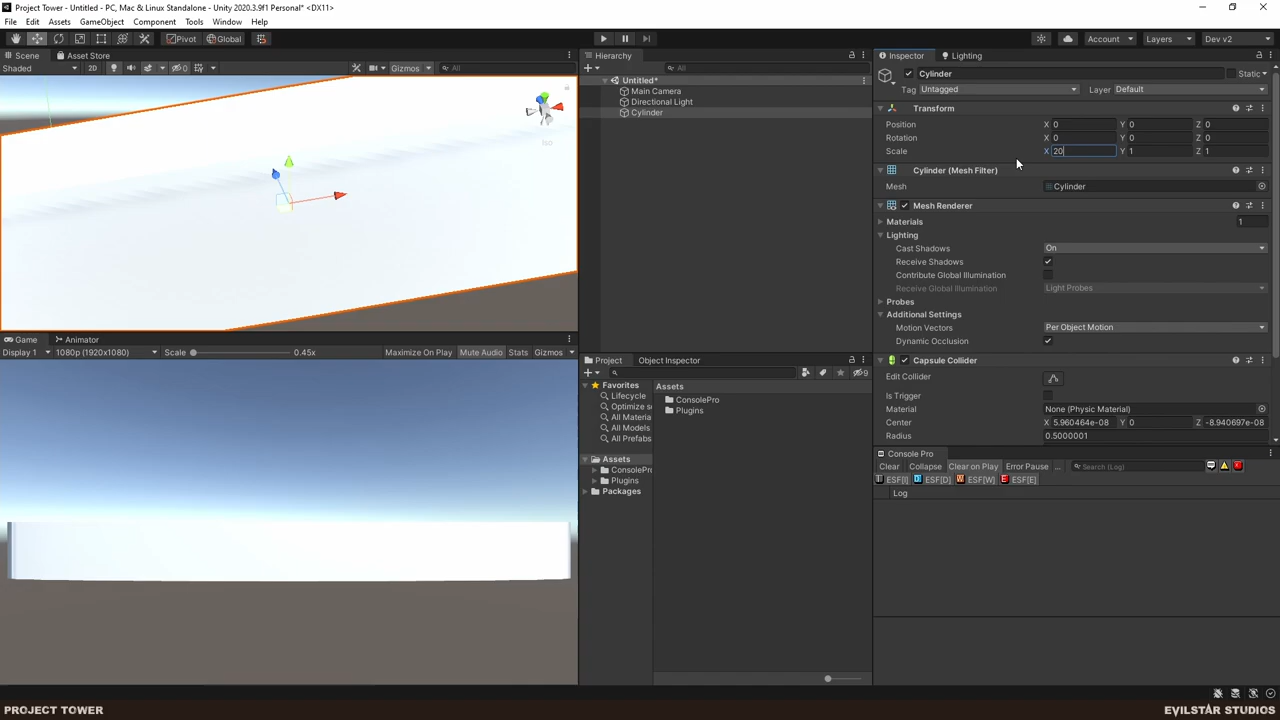 Project Tower - Untitled - PC, Mac & Linux Standalone - Unity 2020.3.9f1 Personal* <DX11>
File Edit Assets GameObject Component Tools Window Help
Pivot Global Account Layers Dev v2
Scene Asset Store
Shaded 2D 0 Gizmos All
Iso
Game Animator
Display 1 1080p (1920x1080) Scale 0.45x Maximize On Play Mute Audio Stats Gizmos
Hierarchy
All
Untitled*
Main Camera
Directional Light
Cylinder
Project Object Inspector
9
Favorites
Lifecycle
Optimize s
All Materia
All Models
All Prefabs
Assets
ConsolePro
Plugins
Packages
Assets
ConsolePro
Plugins
Inspector Lighting
Cylinder Static
Tag Untagged Layer Default
Transform
Position X 0 Y 0 Z 0
Rotation X 0 Y 0 Z 0
Scale X 20 Y 1 Z 1
Cylinder (Mesh Filter)
Mesh Cylinder
Mesh Renderer
Materials 1
Lighting
Cast Shadows On
Receive Shadows
Contribute Global Illumination
Receive Global Illumination Light Probes
Probes
Additional Settings
Motion Vectors Per Object Motion
Dynamic Occlusion
Capsule Collider
Edit Collider
Is Trigger
Material None (Physic Material)
Center X 5.960464e-08 Y 0 Z -8.940697e-08
Radius 0.5000001
Console Pro
Clear Collapse Clear on Play Error Pause ... Search (Log)
ESF[I] ESF[D] ESF[W] ESF[E]
Log
PROJECT TOWER
EVILSTAR STUDIOS